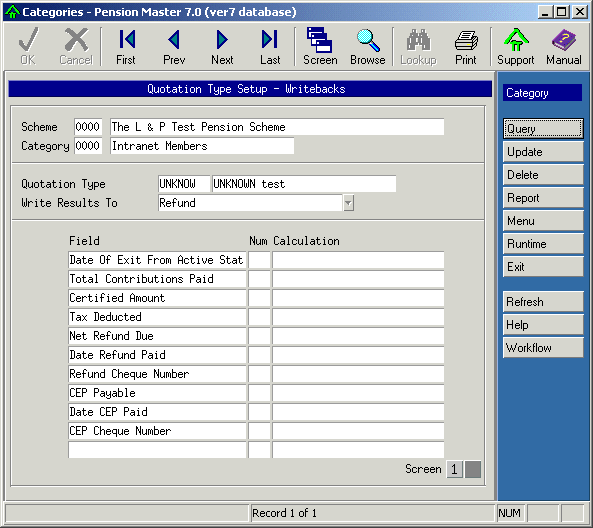 Categories - Pension Master 7.0 (ver7 database)
OK Cancel First Prev Next Last Screen Browse Lookup Print Support Manual
Quotation Type Setup - Writebacks
Category
Scheme 0000 The L & P Test Pension Scheme
Category 0000 Intranet Members
Quotation Type UNKNOW UNKNOWN test
Write Results To Refund
Field Num Calculation
Date Of Exit From Active Stat
Total Contributions Paid
Certified Amount
Tax Deducted
Net Refund Due
Date Refund Paid
Refund Cheque Number
CEP Payable
Date CEP Paid
CEP Cheque Number
Screen 1
Query
Update
Delete
Report
Menu
Runtime
Exit
Refresh
Help
Workflow
Record 1 of 1 NUM